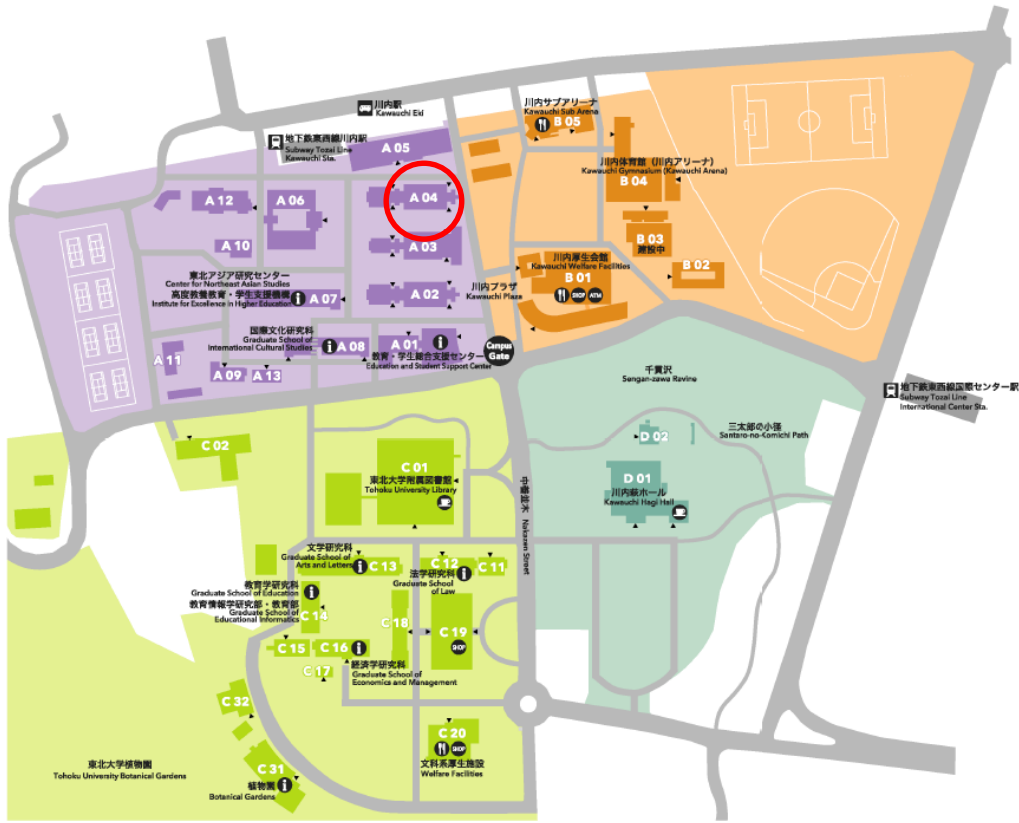 川内駅
Kawauchi Eki
地下鉄東西線川内駅
Subway Tozai Line
Kawauchi Sta.
A 05
A 04
A 12
A 06
A 10
A 03
A 02
東北アジア研究センター
Center for Northeast Asian Studies
高度教養教育・学生支援機構
Institute for Excellence in Higher Education
A 07
国際文化研究科
Graduate School of
International Cultural Studies
A 08
A 01
教育・学生総合支援センター
Education and Student Support Center
A 11
A 09
A 13
Campus
Gate
川内サブアリーナ
Kawauchi Sub Arena
B 05
川内体育館（川内アリーナ）
Kawauchi Gymnasium (Kawauchi Arena)
B 04
B 03
建設中
B 02
川内厚生会館
Kawauchi Welfare Facilities
B 01
SHOP
ATM
川内プラザ
Kawauchi Plaza
千貫沢
Sengan-zawa Ravine
地下鉄東西線国際センター駅
Subway Tozai Line
International Center Sta.
三太郎の小径
Santaro-no-Komichi Path
D 02
D 01
川内萩ホール
Kawauchi Hagi Hall
中善並木 Nakazen Street
C 02
C 01
東北大学附属図書館
Tohoku University Library
文学研究科
Graduate School of
Arts and Letters
C 13
C 12
C 11
法学研究科
Graduate School
of Law
教育学研究科
Graduate School of Education
教育情報学研究部・教育部
Graduate School of
Educational Informatics
C 14
C 18
C 19
SHOP
C 15
C 16
C 17
経済学研究科
Graduate School of
Economics and Management
C 32
C 31
植物園
Botanical Gardens
C 20
SHOP
文科系厚生施設
Welfare Facilities
東北大学植物園
Tohoku University Botanical Gardens